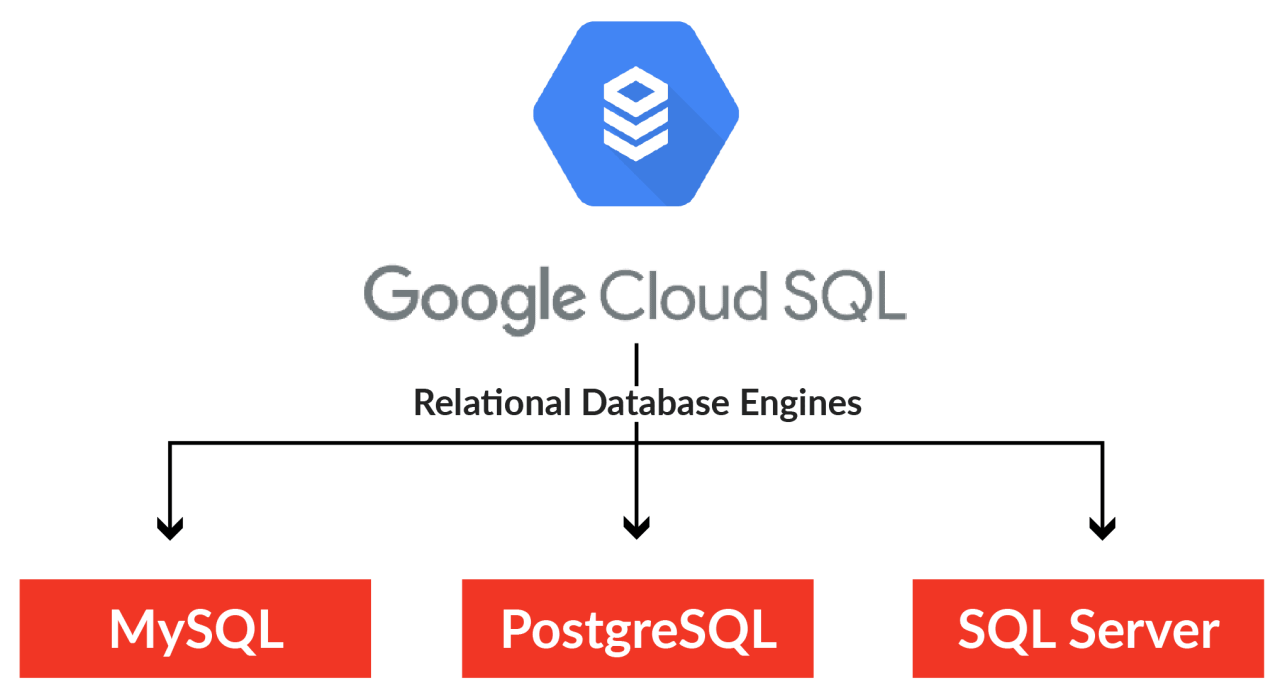 Google Cloud SQL
Relational Database Engines
MySQL
PostgreSQL
SQL Server